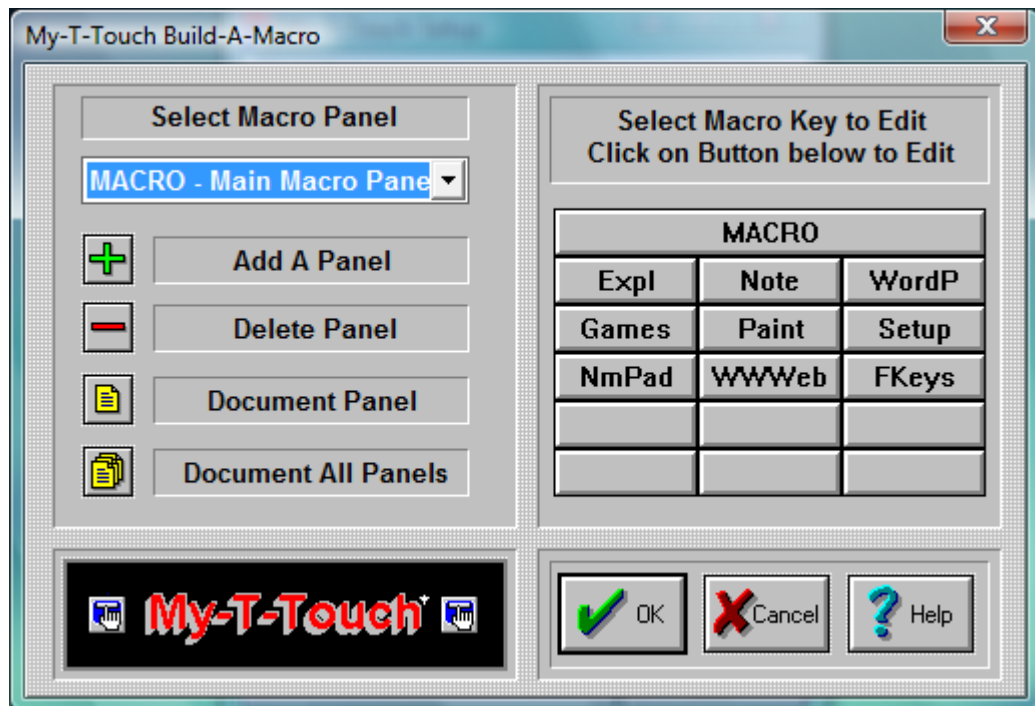 My-T-Touch Build-A-Macro
Select Macro Panel
MACRO - Main Macro Pane
Add A Panel
Delete Panel
Document Panel
Document All Panels
Select Macro Key to Edit
Click on Button below to Edit
MACRO
Expl Note WordP
Games Paint Setup
NmPad WWWeb FKeys
My-T-Touch
OK Cancel Help